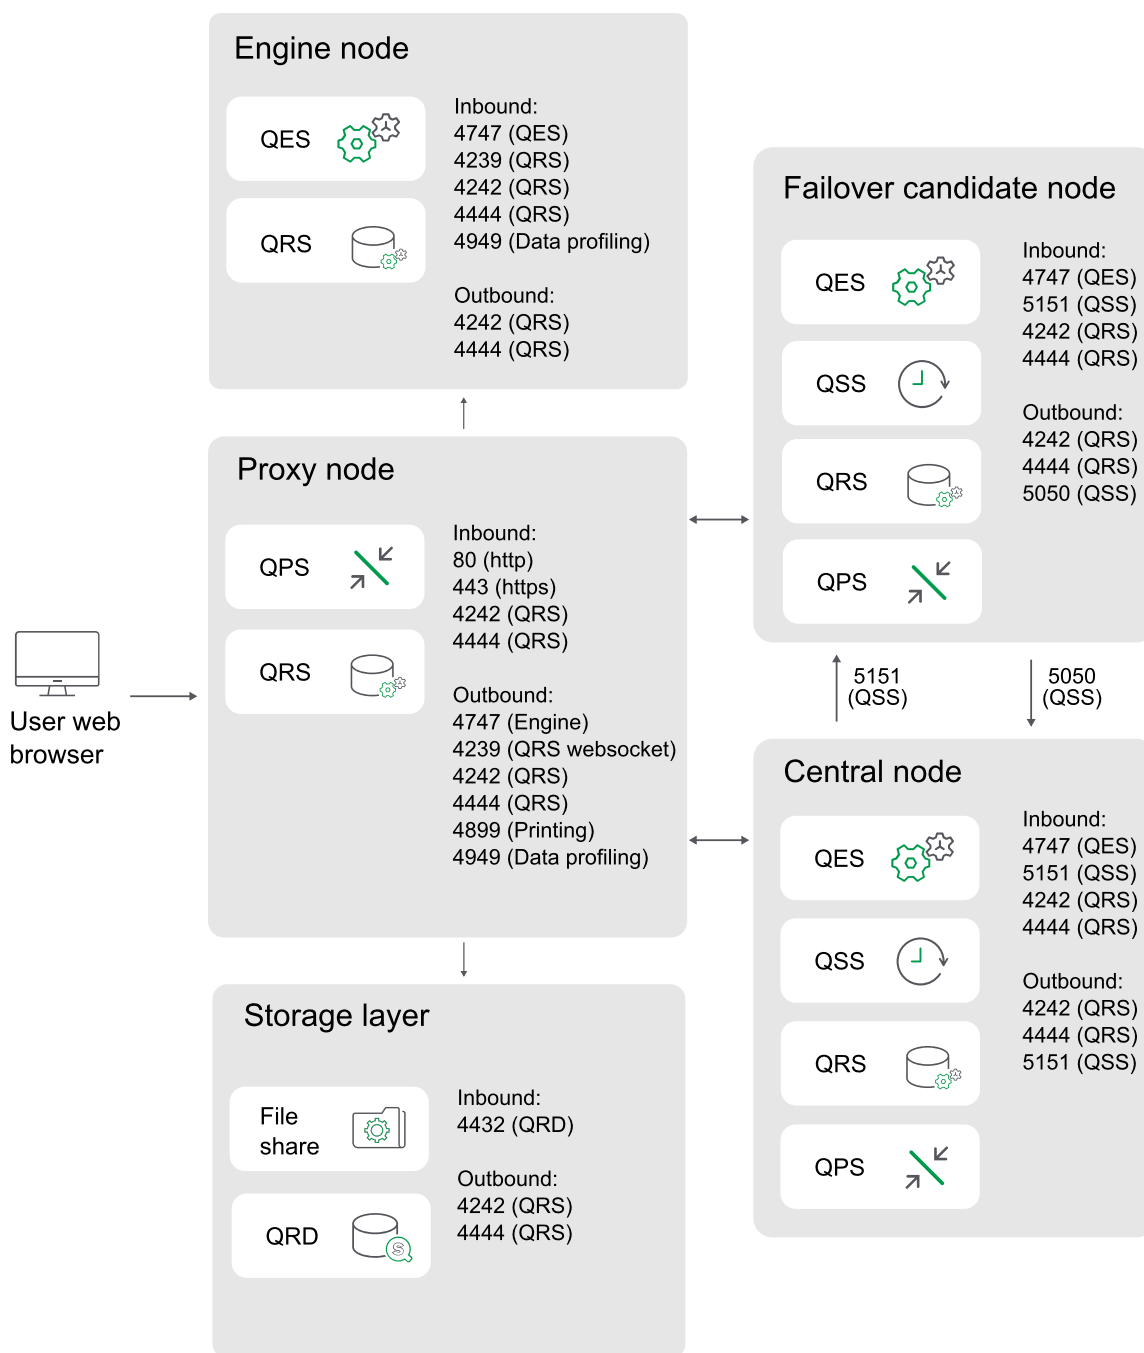 Engine node
QES
QRS
Inbound:
4747 (QES)
4239 (QRS)
4242 (QRS)
4444 (QRS)
4949 (Data profiling)
Outbound:
4242 (QRS)
4444 (QRS)
Failover candidate node
QES
QSS
QRS
QPS
Inbound:
4747 (QES)
5151 (QSS)
4242 (QRS)
4444 (QRS)
Outbound:
4242 (QRS)
4444 (QRS)
5050 (QSS)
Proxy node
QPS
QRS
Inbound:
80 (http)
443 (https)
4242 (QRS)
4444 (QRS)
Outbound:
4747 (Engine)
4239 (QRS websocket)
4242 (QRS)
4444 (QRS)
4899 (Printing)
4949 (Data profiling)
User web
browser
5151
(QSS)
5050
(QSS)
Central node
QES
QSS
QRS
QPS
Inbound:
4747 (QES)
5151 (QSS)
4242 (QRS)
4444 (QRS)
Outbound:
4242 (QRS)
4444 (QRS)
5151 (QSS)
Storage layer
File
share
QRD
S
Inbound:
4432 (QRD)
Outbound:
4242 (QRS)
4444 (QRS)